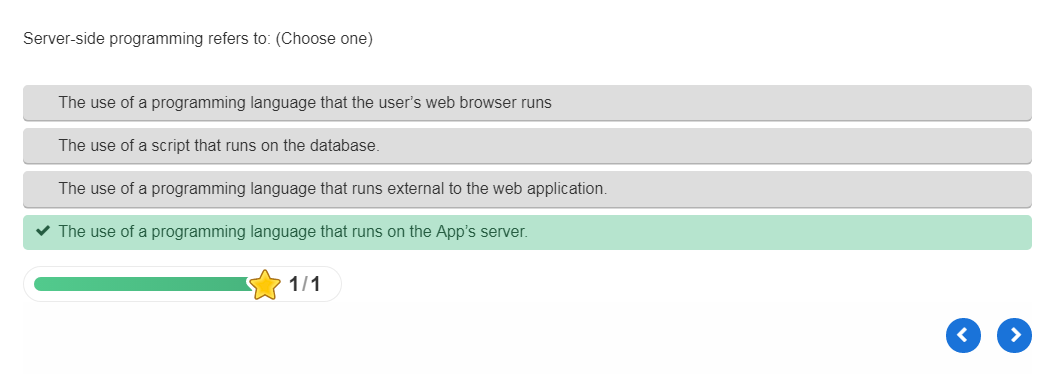 Server-side programming refers to: (Choose one)
The use of a programming language that the user’s web browser runs
The use of a script that runs on the database.
The use of a programming language that runs external to the web application.
The use of a programming language that runs on the App’s server.
1/1